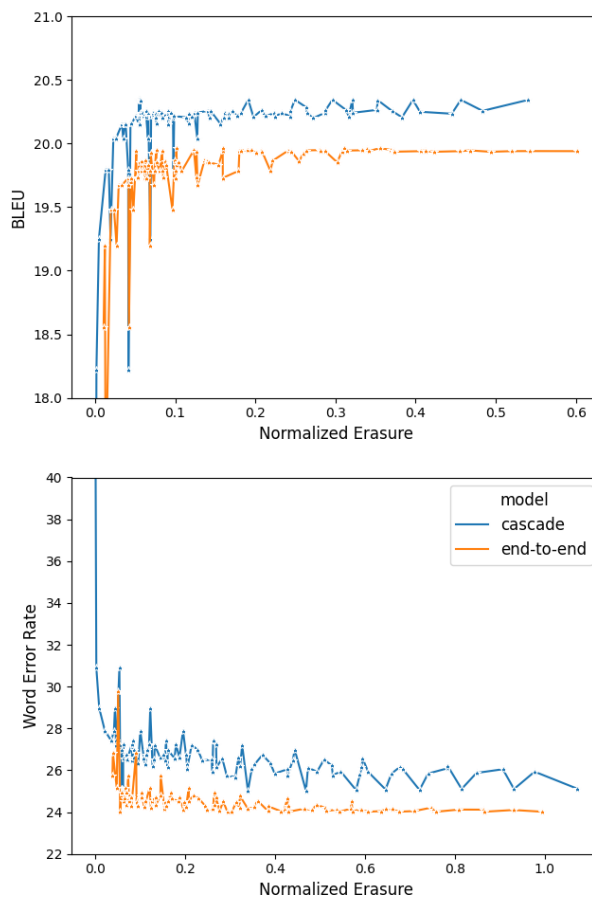 21.0
20.5
20.0
19.5
19.0
18.5
18.0
BLEU
0.0 0.1 0.2 0.3 0.4 0.5 0.6
Normalized Erasure
40
38
36
34
32
30
28
26
24
22
Word Error Rate
model
cascade
end-to-end
0.0 0.2 0.4 0.6 0.8 1.0
Normalized Erasure